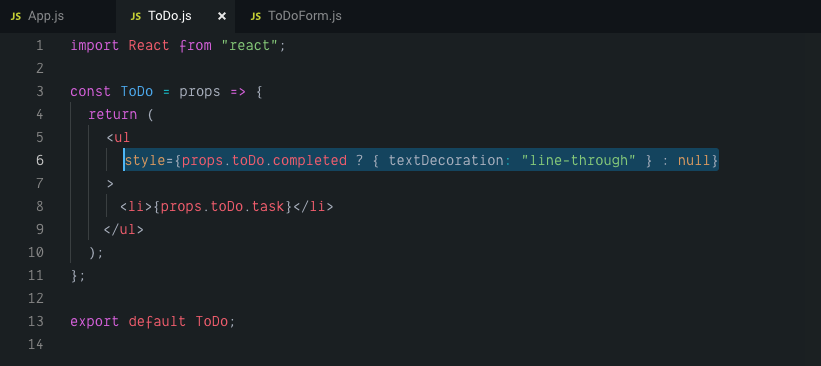 JS App.js JS ToDo.js × JS ToDoForm.js
1 import React from "react";
2
3 const ToDo = props => {
4 return (
5 <ul
6 style={props.toDo.completed ? { textDecoration: "line-through" } : null}
7 >
8 <li>{props.toDo.task}</li>
9 </ul>
10 );
11 };
12
13 export default ToDo;
14